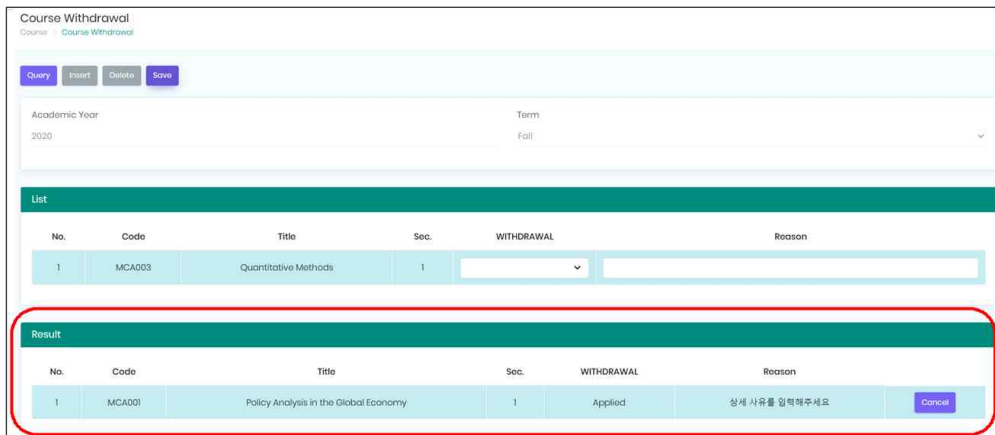 Course Withdrawal
Course > Course Withdrawal
Query Insert Delete Save
Academic Year Term
2020 Fall
List
No. Code Title Sec. WITHDRAWAL Reason
1 MCA003 Quantitative Methods 1
Result
No. Code Title Sec. WITHDRAWAL Reason
1 MCA001 Policy Analysis in the Global Economy 1 Applied 상세 사유를 입력해주세요 Cancel